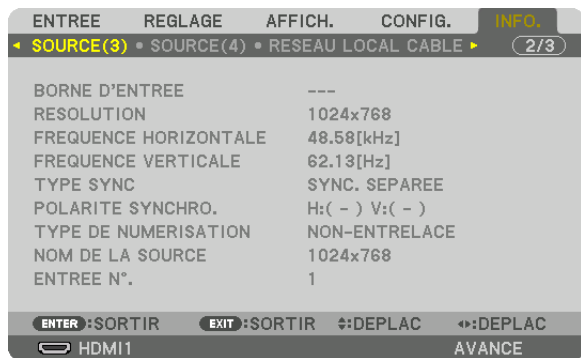 ENTREE REGLAGE AFFICH. CONFIG. INFO.
SOURCE(3) • SOURCE(4) • RESEAU LOCAL CABLE 2/3
BORNE D'ENTREE ---
RESOLUTION 1024x768
FREQUENCE HORIZONTALE 48.58[kHz]
FREQUENCE VERTICALE 62.13[Hz]
TYPE SYNC SYNC. SEPAREE
POLARITE SYNCHRO. H:( - ) V:( - )
TYPE DE NUMERISATION NON-ENTRELACE
NOM DE LA SOURCE 1024x768
ENTREE N°. 1
ENTER :SORTIR EXIT :SORTIR :DEPLAC :DEPLAC
HDMI1 AVANCE